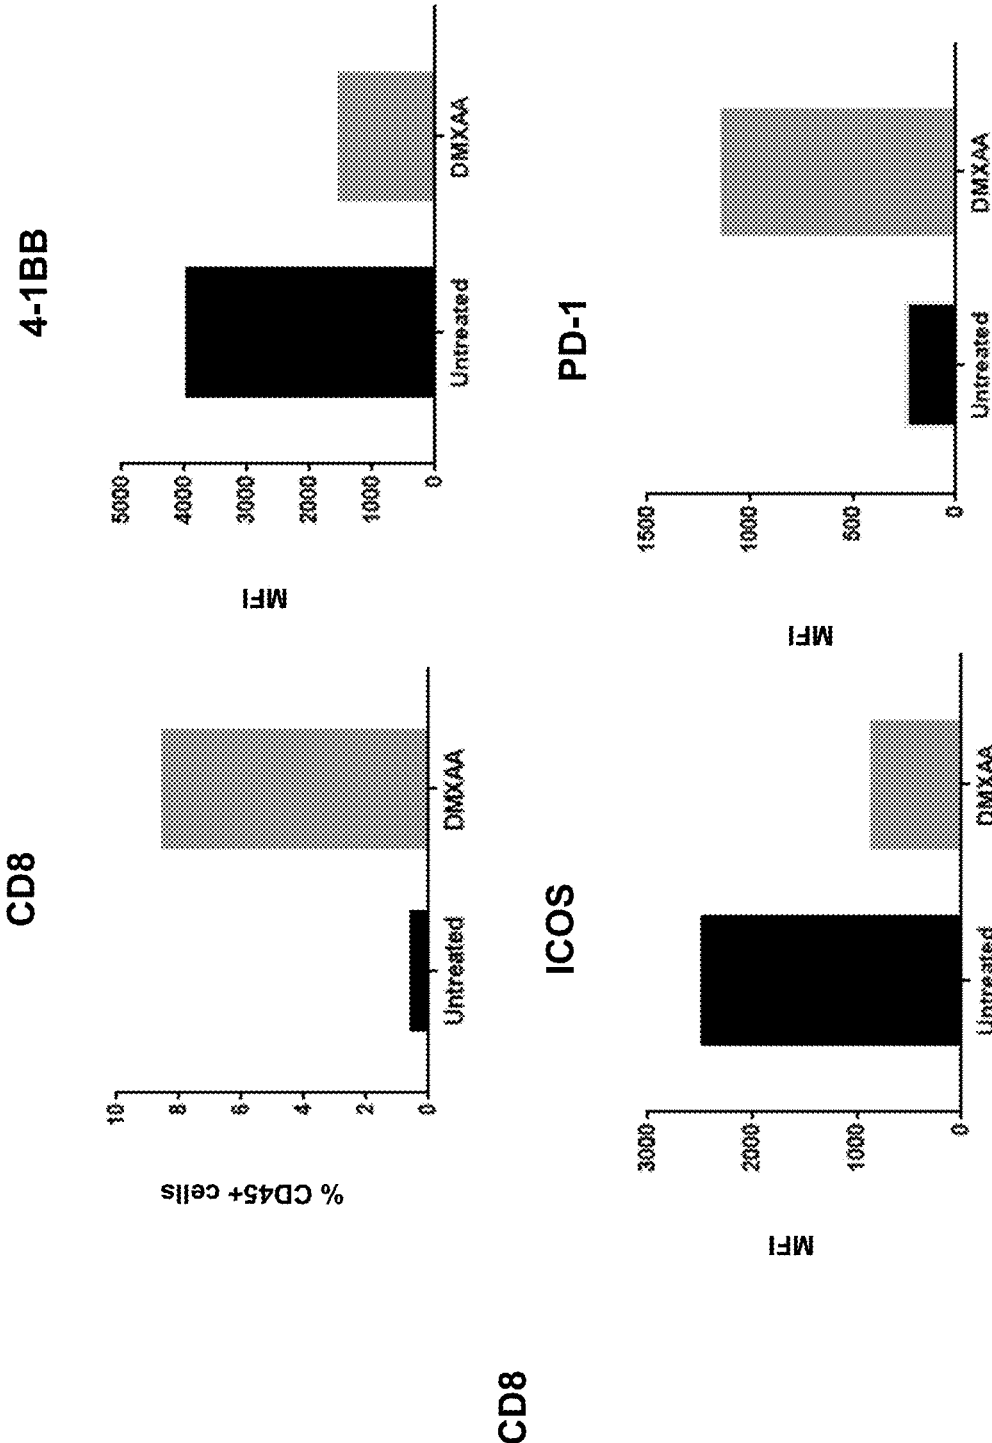 CD8
CD8
% CD45+ cells
10
8
6
4
2
0
Untreated DMXAA
4-1BB
MFI
5000
4000
3000
2000
1000
0
Untreated DMXAA
ICOS
MFI
3000
2000
1000
0
Untreated DMXAA
PD-1
MFI
1500
1000
500
0
Untreated DMXAA